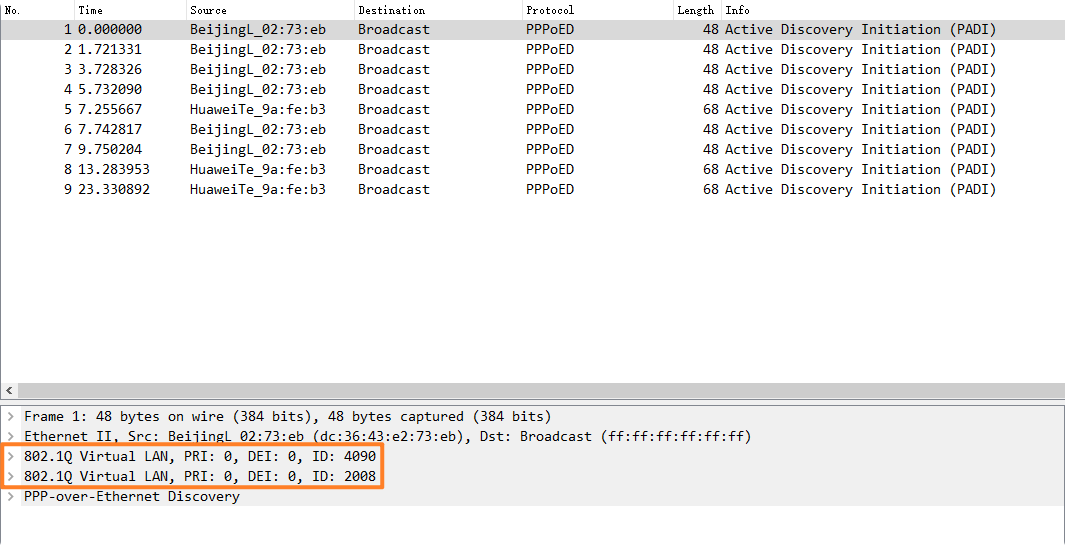 No. Time Source Destination Protocol Length Info
1 0.000000 BeijingL_02:73:eb Broadcast PPPoED 48 Active Discovery Initiation (PADI)
2 1.721331 BeijingL_02:73:eb Broadcast PPPoED 48 Active Discovery Initiation (PADI)
3 3.728326 BeijingL_02:73:eb Broadcast PPPoED 48 Active Discovery Initiation (PADI)
4 5.732090 BeijingL_02:73:eb Broadcast PPPoED 48 Active Discovery Initiation (PADI)
5 7.255667 HuaweiTe_9a:fe:b3 Broadcast PPPoED 68 Active Discovery Initiation (PADI)
6 7.742817 BeijingL_02:73:eb Broadcast PPPoED 48 Active Discovery Initiation (PADI)
7 9.750204 BeijingL_02:73:eb Broadcast PPPoED 48 Active Discovery Initiation (PADI)
8 13.283953 HuaweiTe_9a:fe:b3 Broadcast PPPoED 68 Active Discovery Initiation (PADI)
9 23.330892 HuaweiTe_9a:fe:b3 Broadcast PPPoED 68 Active Discovery Initiation (PADI)
Frame 1: 48 bytes on wire (384 bits), 48 bytes captured (384 bits)
Ethernet II, Src: BeijingL_02:73:eb (dc:36:43:e2:73:eb), Dst: Broadcast (ff:ff:ff:ff:ff:ff)
802.1Q Virtual LAN, PRI: 0, DEI: 0, ID: 4090
802.1Q Virtual LAN, PRI: 0, DEI: 0, ID: 2008
PPP-over-Ethernet Discovery